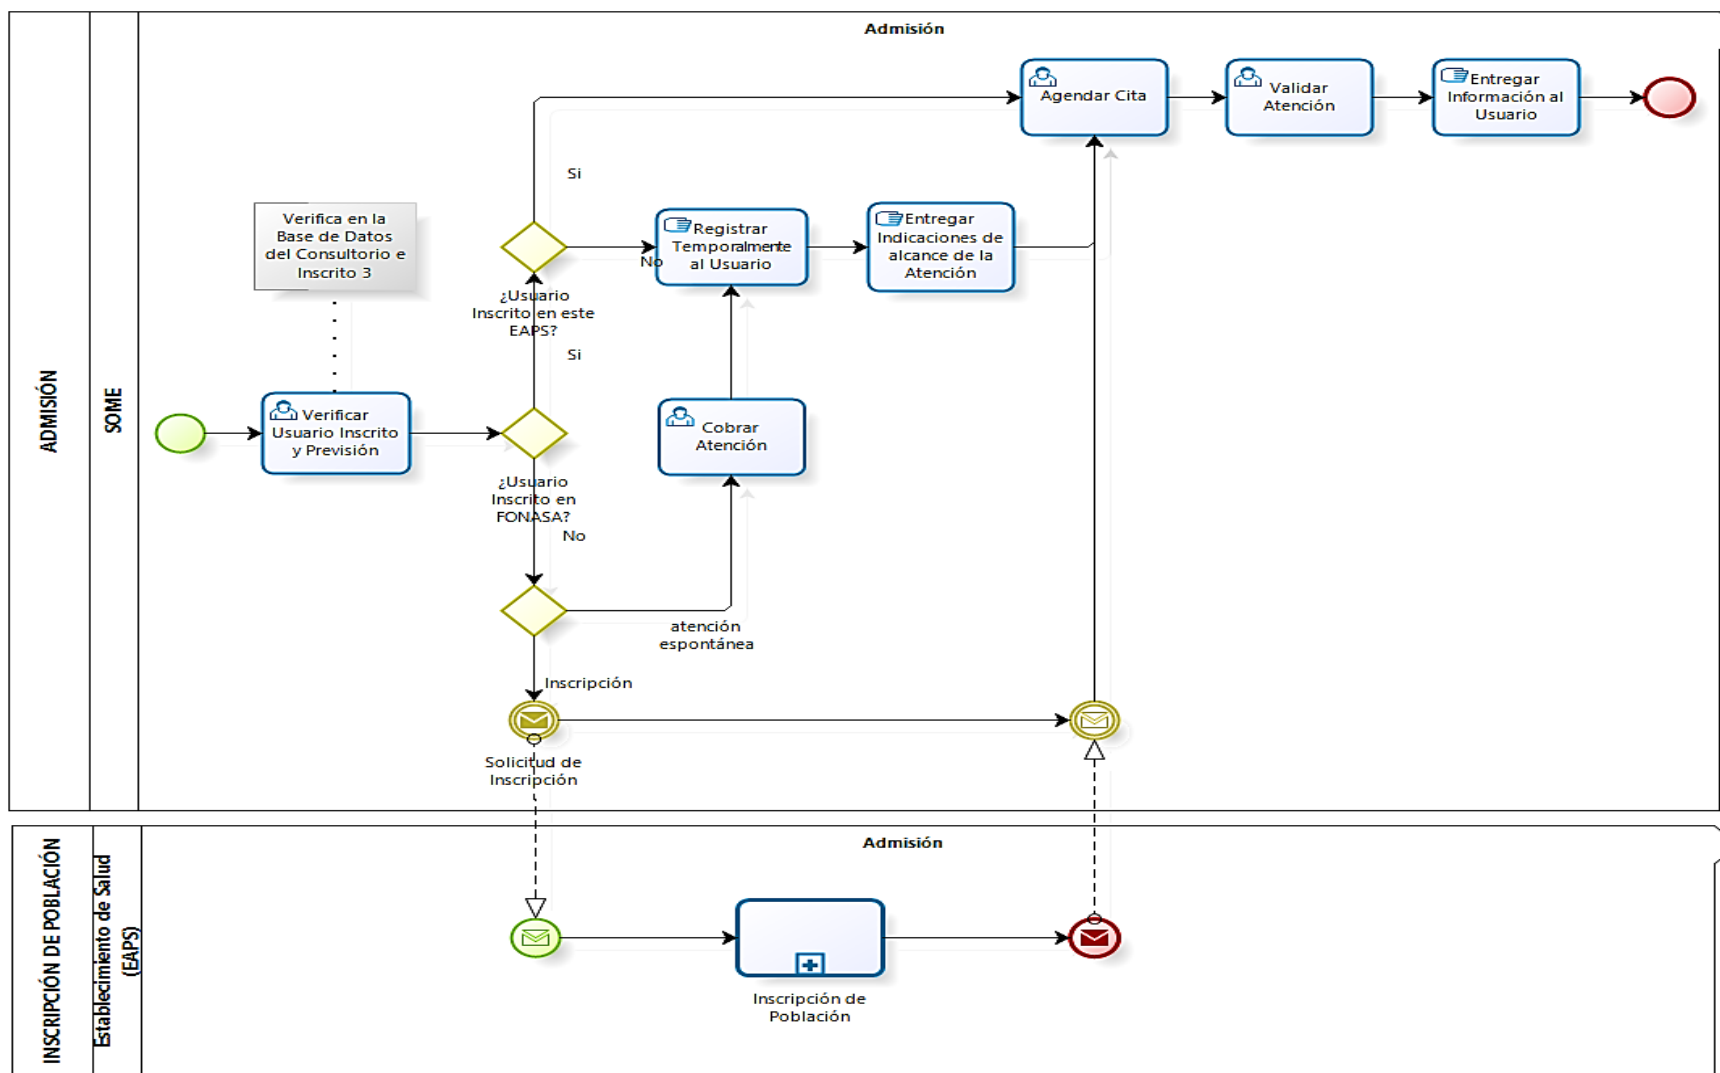 Admisión
ADMISIÓN
SOME
Agendar Cita
Validar
Atención
Entregar
Información al
Usuario
Si
Verifica en la
Base de Datos
del Consultorio e
Inscrito 3
Registrar
Temporalmente
al Usuario
No
Entregar
Indicaciones de
alcance de la
Atención
¿Usuario
Inscrito en este
EAPS?
Si
Verificar
Usuario Inscrito
y Previsión
Cobrar
Atención
¿Usuario
Inscrito en
FONASA?
No
atención
espontánea
Inscripción
Solicitud de
Inscripción
Admisión
INSCRIPCIÓN DE POBLACIÓN
Establecimiento de Salud
(EAPS)
Inscripción de
Población